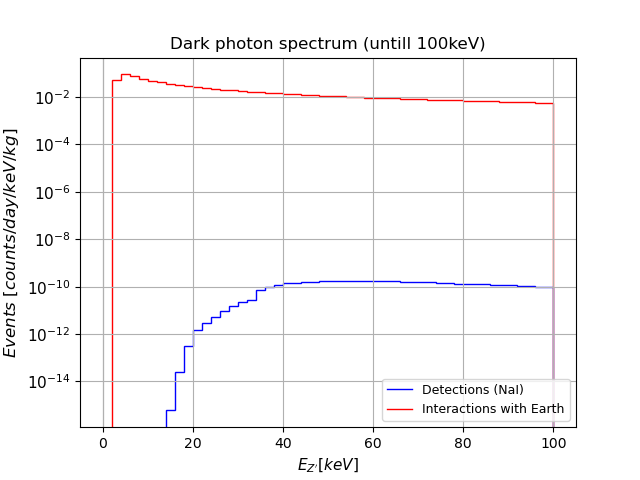 Dark photon spectrum (untill 100keV)
Events [counts/day/keV/kg]
10⁻²
10⁻⁴
10⁻⁶
10⁻⁸
10⁻¹⁰
10⁻¹²
10⁻¹⁴
Detections (NaI)
Interactions with Earth
0 20 40 60 80 100
E_{Z'}[keV]